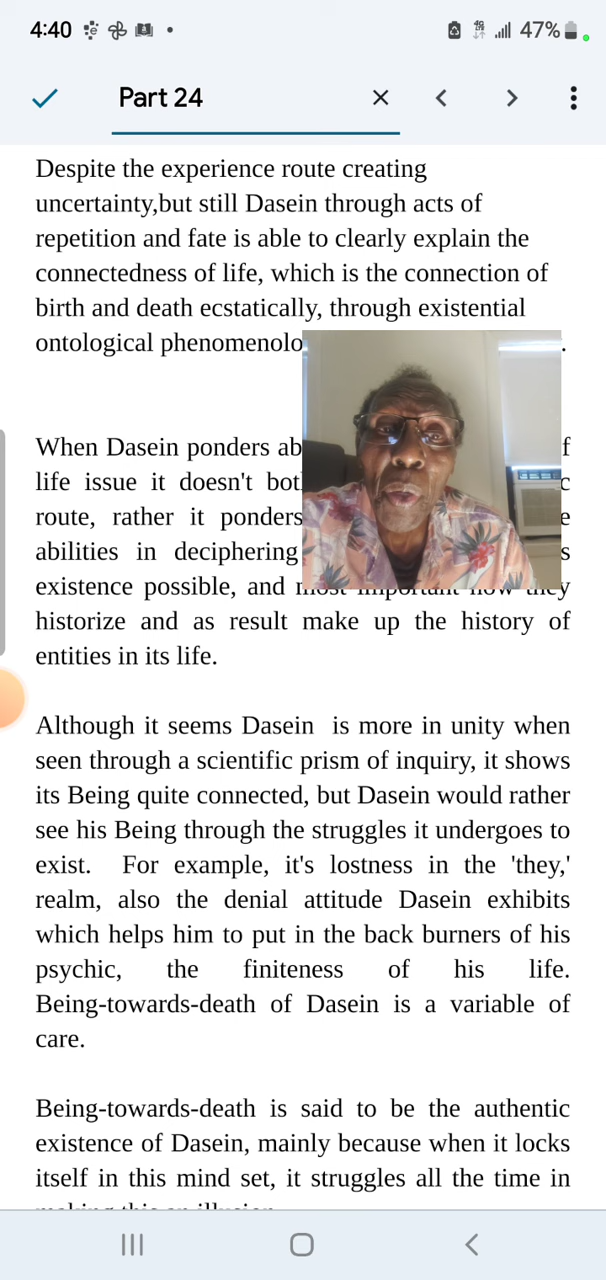 4:40 47%
Part 24
Despite the experience route creating
uncertainty,but still Dasein through acts of
repetition and fate is able to clearly explain the
connectedness of life, which is the connection of
birth and death ecstatically, through existential
ontological phenomenolo .
When Dasein ponders ab f
life issue it doesn't bot c
route, rather it ponders e
abilities in deciphering s
existence possible, and most important how they
historize and as result make up the history of
entities in its life.
Although it seems Dasein is more in unity when
seen through a scientific prism of inquiry, it shows
its Being quite connected, but Dasein would rather
see his Being through the struggles it undergoes to
exist. For example, it's lostness in the 'they,'
realm, also the denial attitude Dasein exhibits
which helps him to put in the back burners of his
psychic, the finiteness of his life.
Being-towards-death of Dasein is a variable of
care.
Being-towards-death is said to be the authentic
existence of Dasein, mainly because when it locks
itself in this mind set, it struggles all the time in